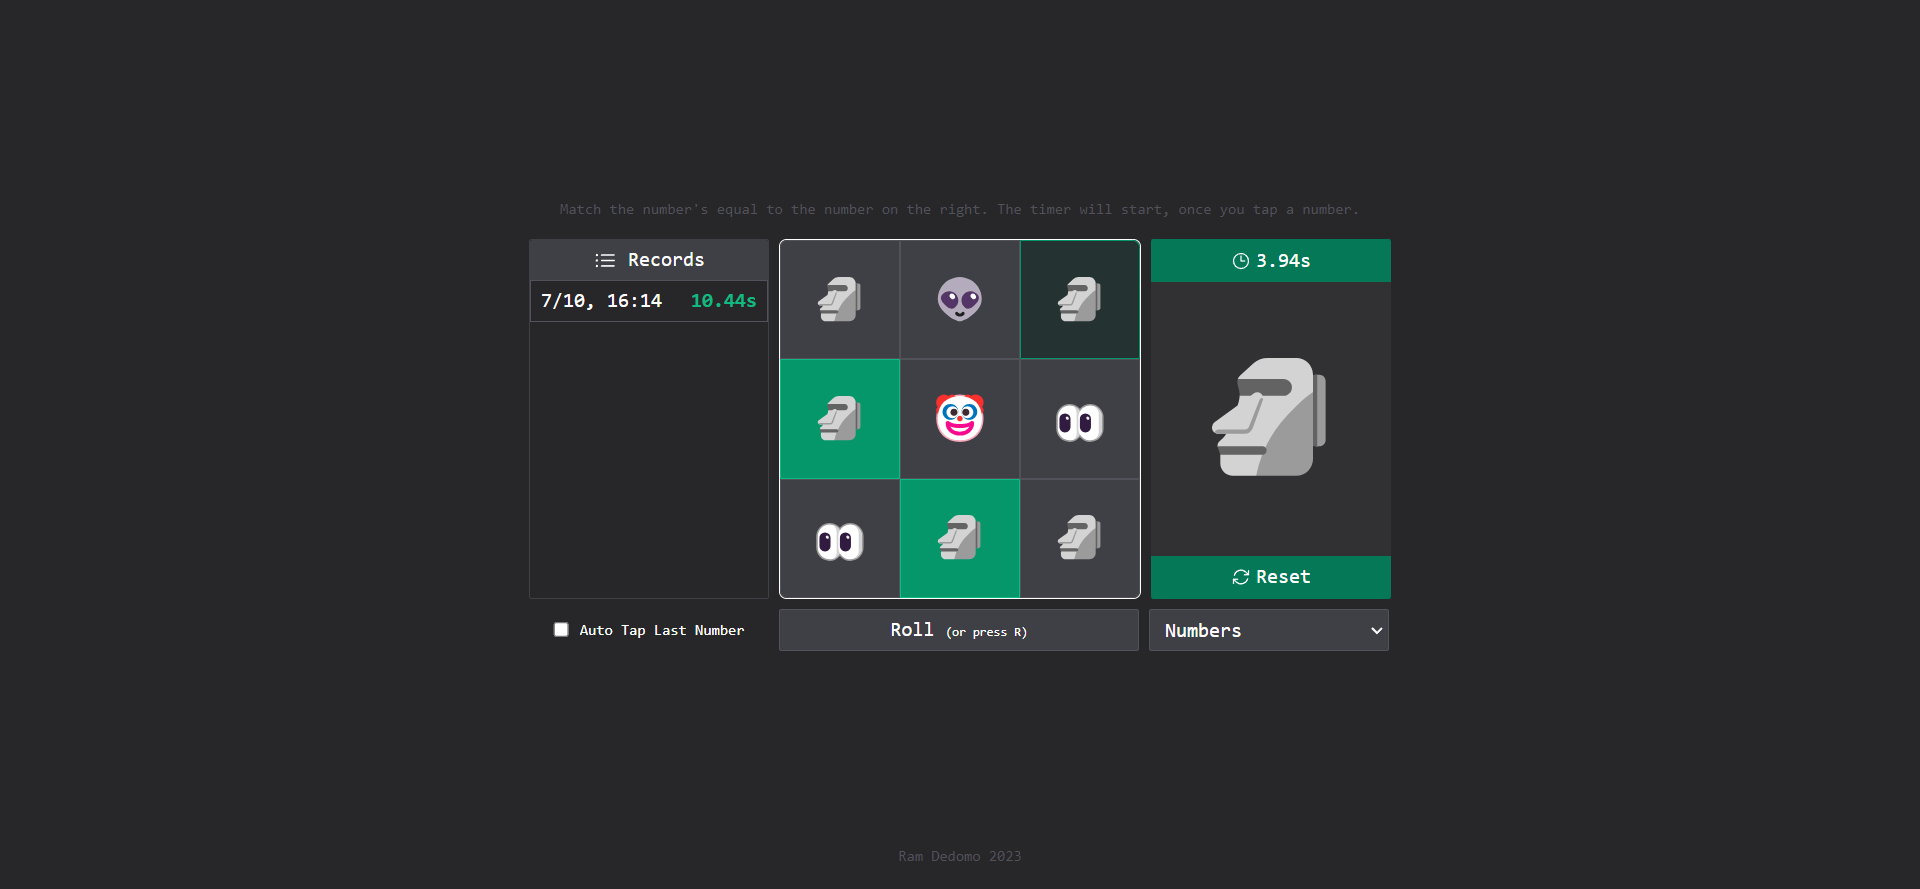 Match the number's equal to the number on the right. The timer will start, once you tap a number.
Records
7/10, 16:14 10.44s
3.94s
Reset
Auto Tap Last Number
Roll (or press R)
Numbers
Ram Dedomo 2023